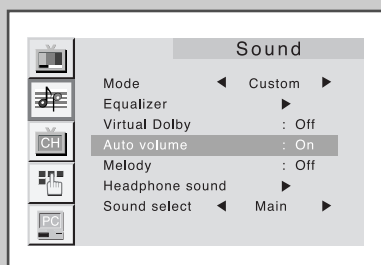 Sound
Mode ◀ Custom ▶
Equalizer ▶
Virtual Dolby : Off
Auto volume : On
CH
Melody : Off
Headphone sound ▶
Sound select ◀ Main ▶
PC